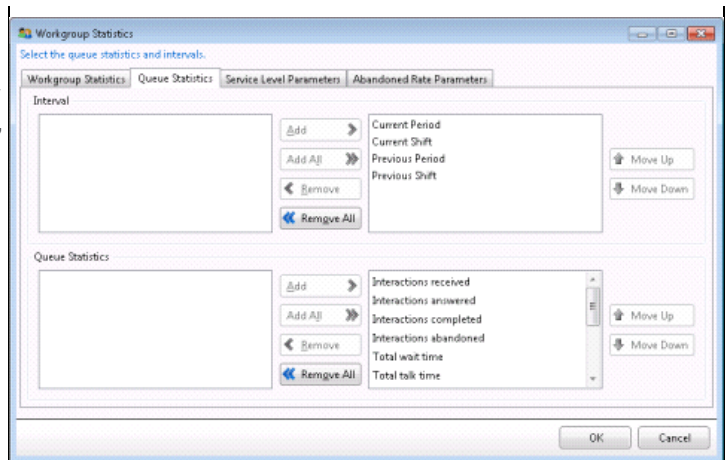 Workgroup Statistics
Select the queue statistics and intervals.
Workgroup Statistics Queue Statistics Service Level Parameters Abandoned Rate Parameters
Interval
Add
Add All
Remove
Remove All
Current Period
Current Shift
Previous Period
Previous Shift
Move Up
Move Down
Queue Statistics
Add
Add All
Remove
Remove All
Interactions received
Interactions answered
Interactions completed
Interactions abandoned
Total wait time
Total talk time
Move Up
Move Down
OK Cancel